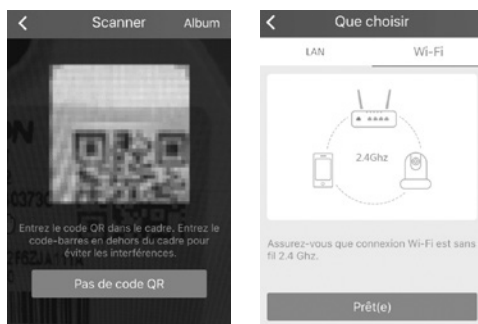 Scanner
Album
Entrez le code QR dans le cadre. Entrez le
code-barres en dehors du cadre pour
éviter les interférences.
Pas de code QR
Que choisir
LAN
Wi-Fi
2.4Ghz
Assurez-vous que connexion Wi-Fi est sans
fil 2.4 Ghz.
Prêt(e)